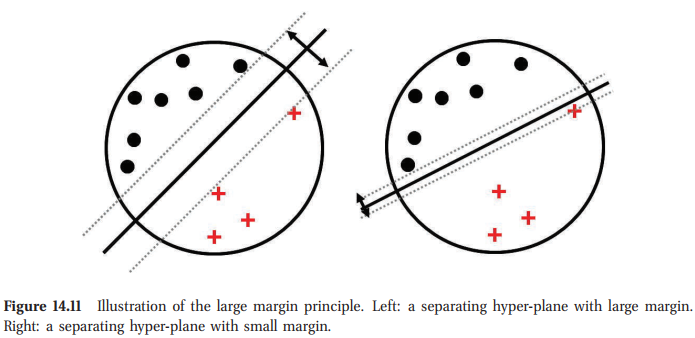 Figure 14.11 Illustration of the large margin principle. Left: a separating hyper-plane with large margin.
Right: a separating hyper-plane with small margin.